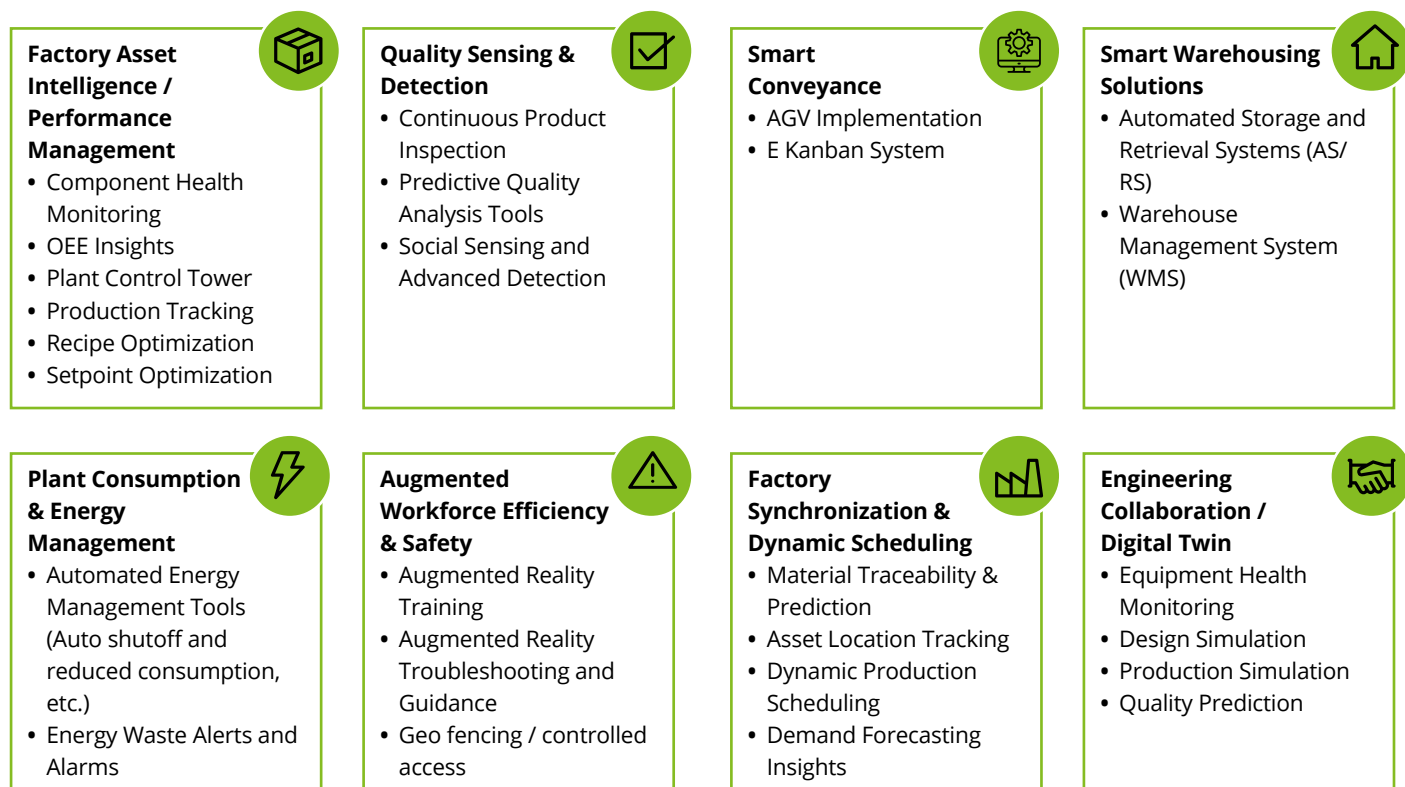 Factory Asset
Intelligence /
Performance
Management
• Component Health
Monitoring
• OEE Insights
• Plant Control Tower
• Production Tracking
• Recipe Optimization
• Setpoint Optimization
Quality Sensing &
Detection
• Continuous Product
Inspection
• Predictive Quality
Analysis Tools
• Social Sensing and
Advanced Detection
Smart
Conveyance
• AGV Implementation
• E Kanban System
Smart Warehousing
Solutions
• Automated Storage and
Retrieval Systems (AS/
RS)
• Warehouse
Management System
(WMS)
Plant Consumption
& Energy
Management
• Automated Energy
Management Tools
(Auto shutoff and
reduced consumption,
etc.)
• Energy Waste Alerts and
Alarms
Augmented
Workforce Efficiency
& Safety
• Augmented Reality
Training
• Augmented Reality
Troubleshooting and
Guidance
• Geo fencing / controlled
access
Factory
Synchronization &
Dynamic Scheduling
• Material Traceability &
Prediction
• Asset Location Tracking
• Dynamic Production
Scheduling
• Demand Forecasting
Insights
Engineering
Collaboration /
Digital Twin
• Equipment Health
Monitoring
• Design Simulation
• Production Simulation
• Quality Prediction